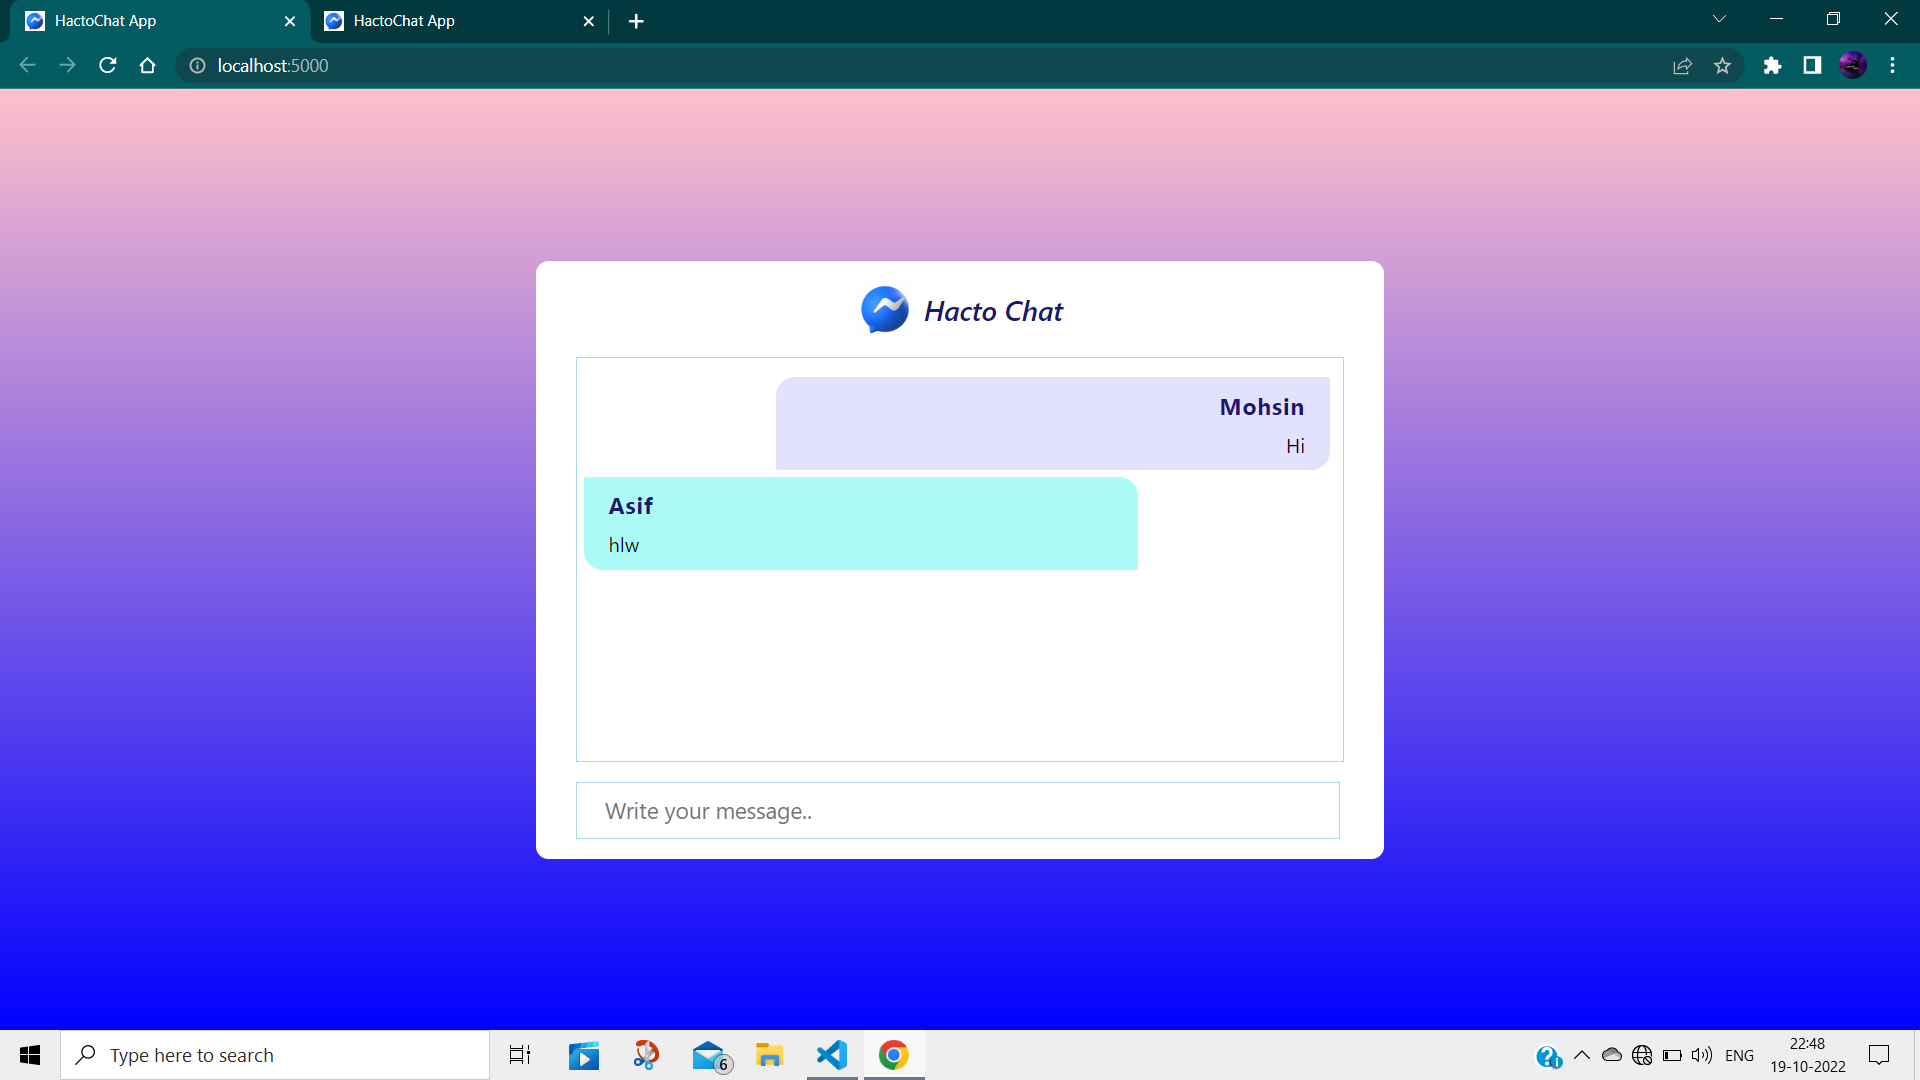 HactoChat App
HactoChat App
localhost:5000
Hacto Chat
Mohsin
Hi
Asif
hlw
Write your message..
Type here to search
6
ENG
22:48
19-10-2022